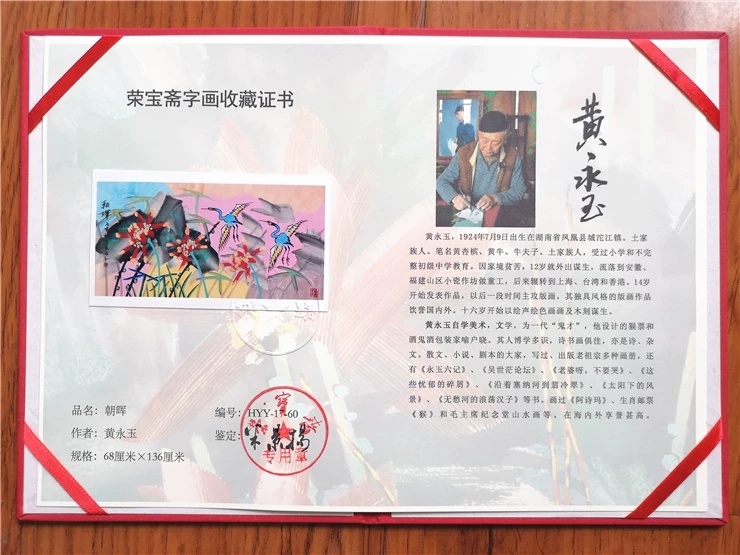 荣宝斋字画收藏证书
朝晖
品名：朝晖
作者：黄永玉
规格：68厘米×136厘米
编号：HYY-17-60
鉴定：
宝斋
专用章
黄永玉
黄永玉，1924年7月9日出生在湖南省凤凰县城沱江镇。土家
族人。笔名黄杏槟、黄牛、牛夫子。土家族人，受过小学和不完
整初级中学教育。因家境贫苦，12岁就外出谋生，流落到安徽、
福建山区小瓷作坊做童工，后来辗转到上海、台湾和香港。14岁
开始发表作品，以后一段时间主攻版画，其独具风格的版画作品
饮誉国内外。十六岁开始以绘声绘色画画及木刻谋生。
黄永玉自学美术，文学，为一代“鬼才”，他设计的猴票和
酒鬼酒包装家喻户晓。其人博学多识，诗书画俱佳，亦是诗、杂
文、散文、小说、剧本的大家，写过、出版老祖宗多种画册，还
有《永玉六记》、《吴世茫论坛》、《老婆呀，不要哭》、《这
些忧郁的碎屑》、《沿着塞纳河到翡冷翠》、《太阳下的风
景》、《无愁河的浪荡汉子》等书。画过《阿诗玛》、生肖邮票
《猴》和毛主席纪念堂山水画等。在海内外享誉甚高。